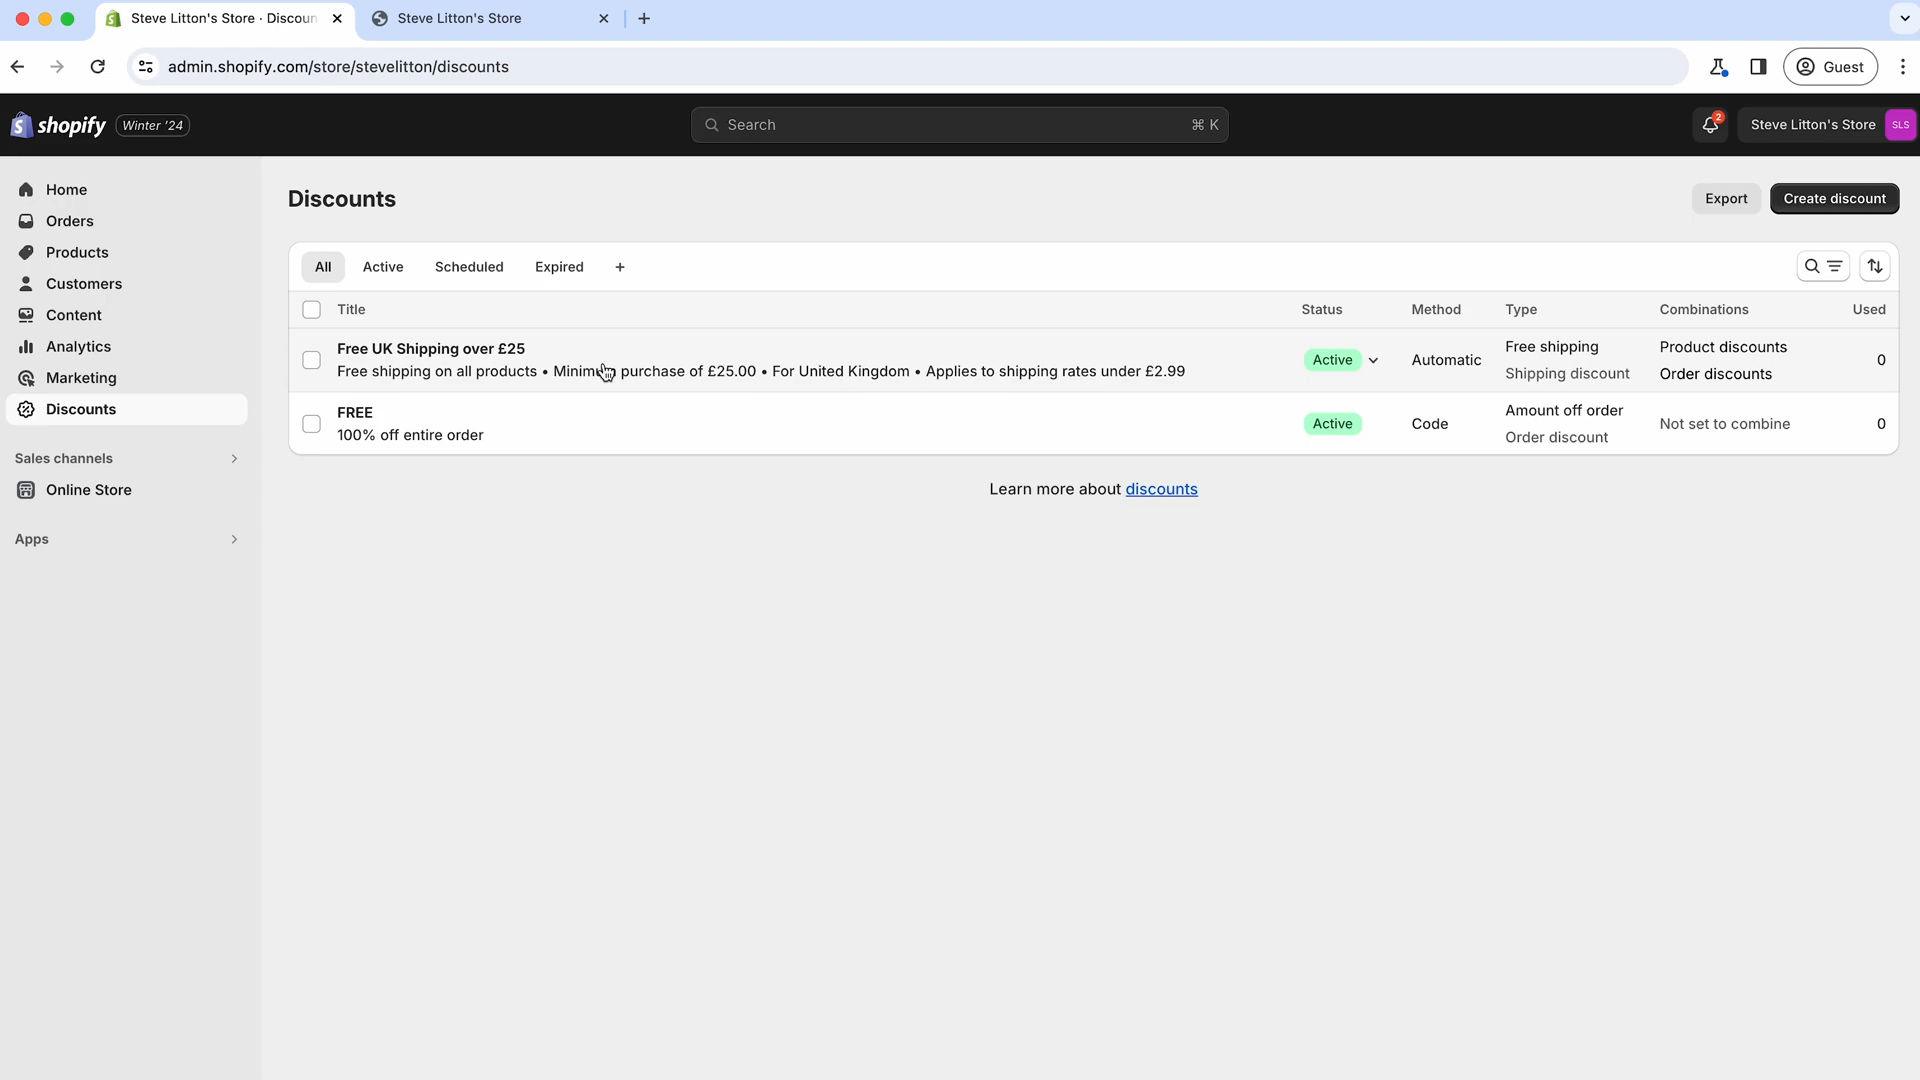 Steve Litton's Store · Discoun
Steve Litton's Store
admin.shopify.com/store/stevelitton/discounts
Guest
shopify
Winter '24
Search
⌘ K
2
Steve Litton's Store
SLS
Home
Orders
Products
Customers
Content
Analytics
Marketing
Discounts
Sales channels
Online Store
Apps
Discounts
Export
Create discount
All
Active
Scheduled
Expired
+
Title
Status
Method
Type
Combinations
Used
Free UK Shipping over £25
Free shipping on all products • Minimum purchase of £25.00 • For United Kingdom • Applies to shipping rates under £2.99
Active
Automatic
Free shipping
Shipping discount
Product discounts
Order discounts
0
FREE
100% off entire order
Active
Code
Amount off order
Order discount
Not set to combine
0
Learn more about discounts